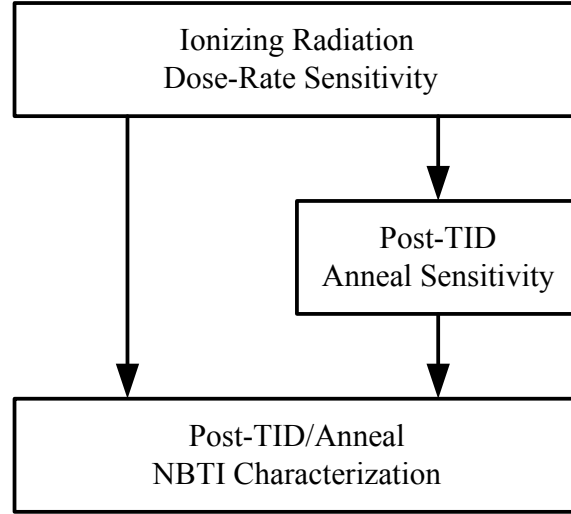 Ionizing Radiation
Dose-Rate Sensitivity
Post-TID
Anneal Sensitivity
Post-TID/Anneal
NBTI Characterization